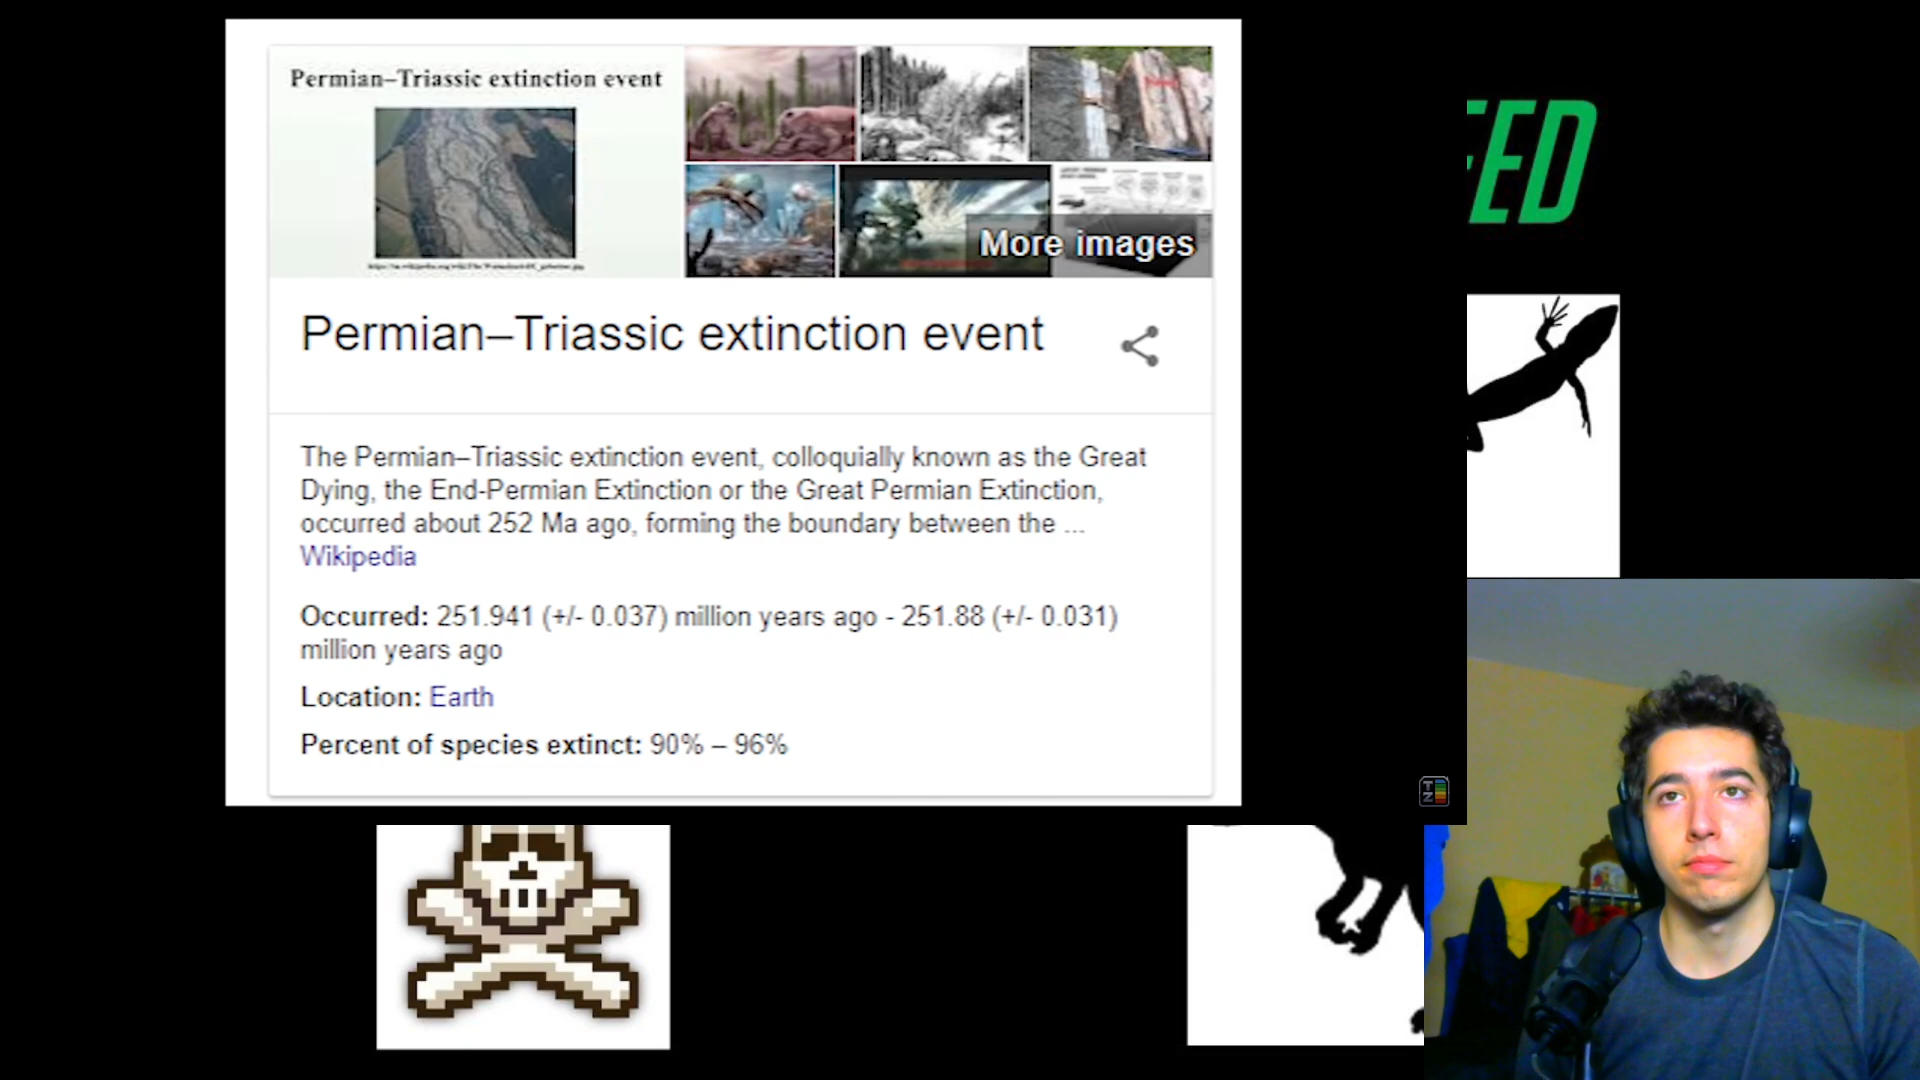 Permian–Triassic extinction event
More images
Permian–Triassic extinction event
The Permian–Triassic extinction event, colloquially known as the Great
Dying, the End-Permian Extinction or the Great Permian Extinction,
occurred about 252 Ma ago, forming the boundary between the ...
Wikipedia
Occurred: 251.941 (+/- 0.037) million years ago - 251.88 (+/- 0.031)
million years ago
Location: Earth
Percent of species extinct: 90% – 96%
ED
TZ